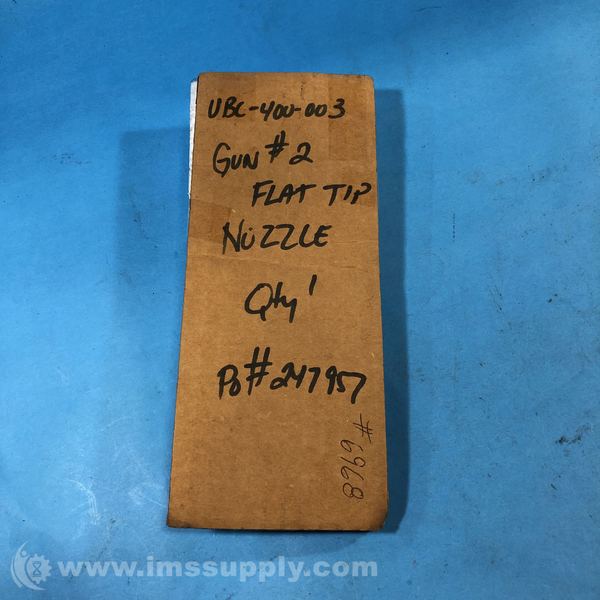 UBC-400-003
GUN #2
FLAT TIP
NOZZLE
Qty 1
PO# 247957
# 6968
www.imssupply.com